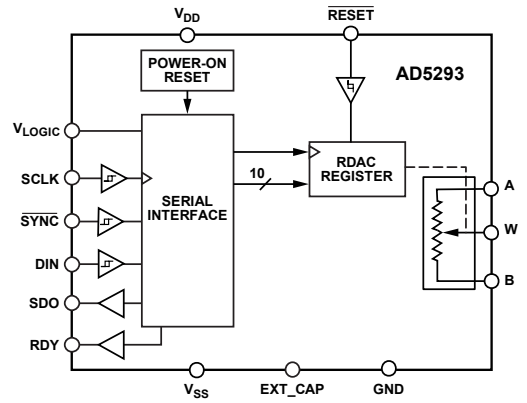 VDD
RESET
POWER-ON
RESET
AD5293
VLOGIC
SCLK
SYNC
DIN
SDO
RDY
SERIAL
INTERFACE
10
RDAC
REGISTER
A
W
B
VSS
EXT_CAP
GND